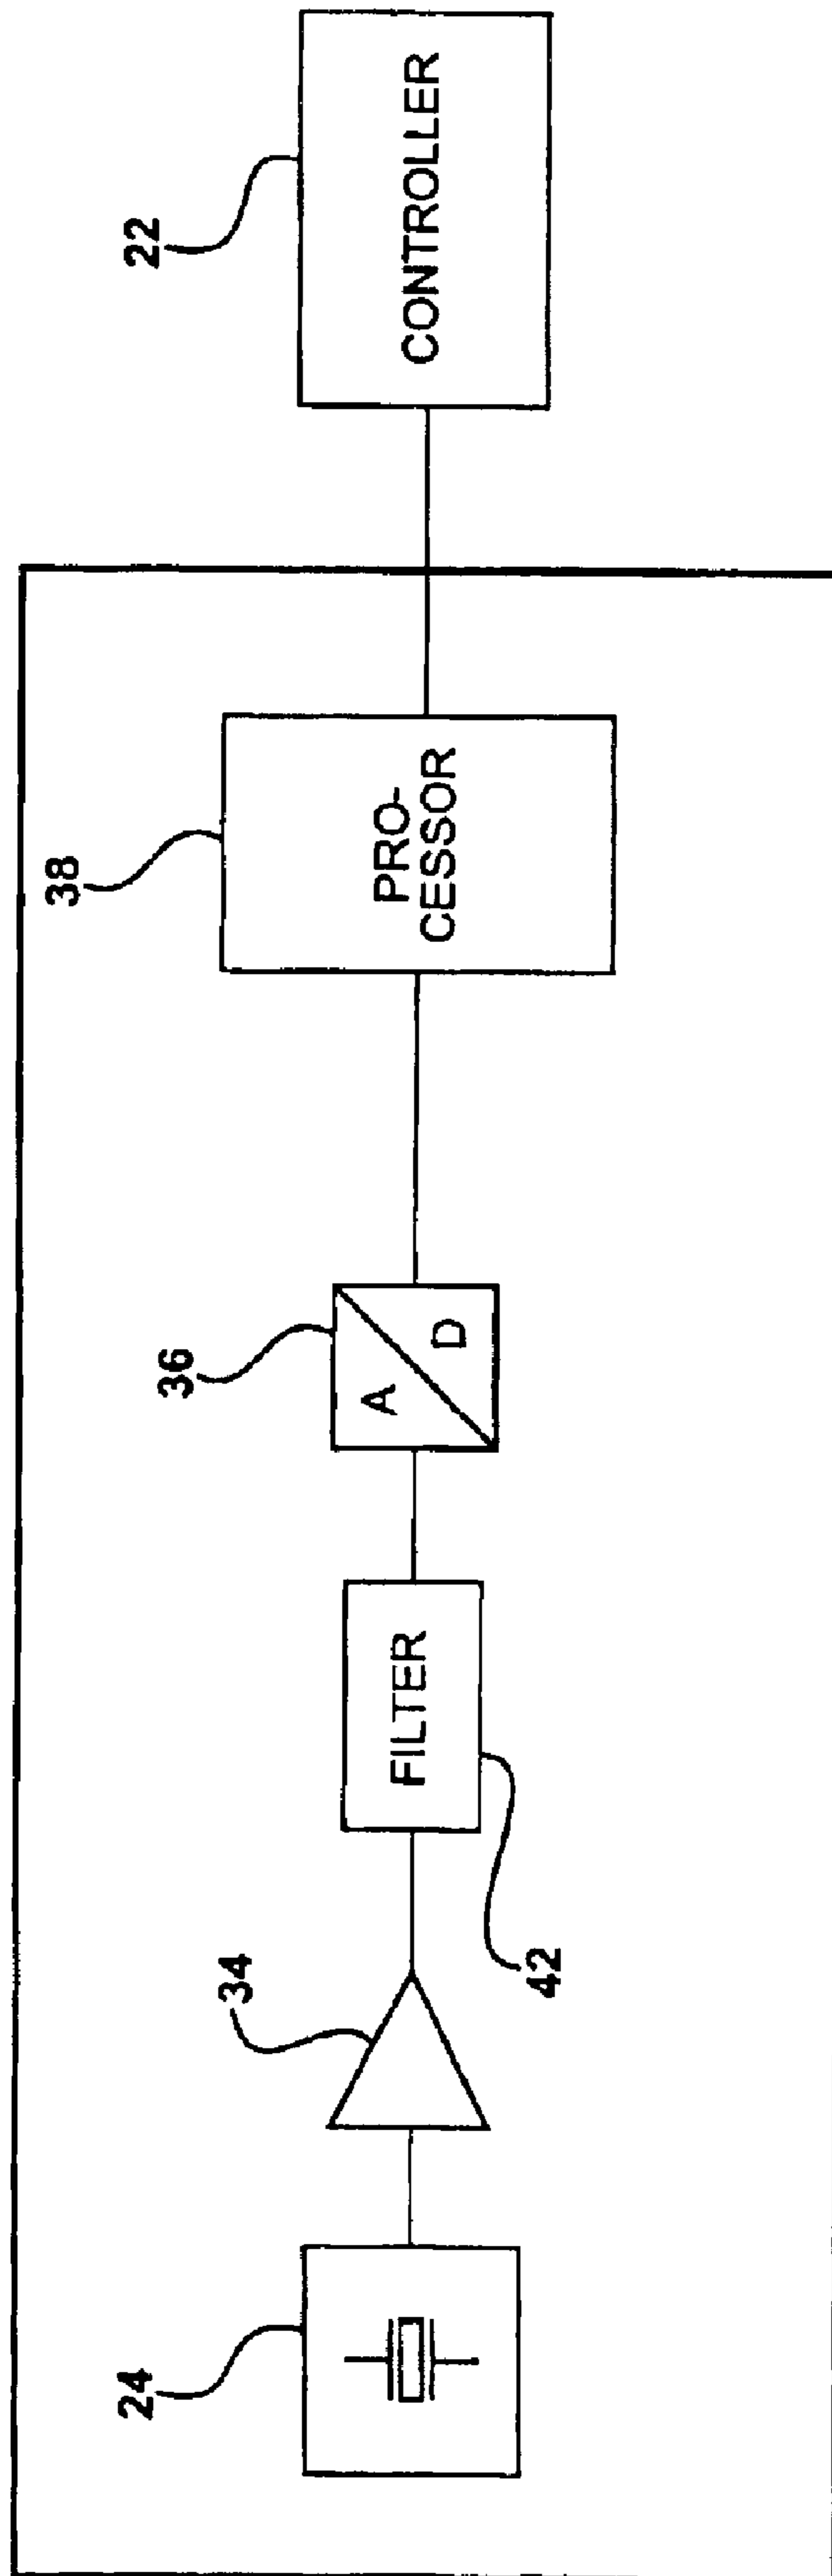 24
34
FILTER
42
A
D
36
PRO-
CESSOR
38
CONTROLLER
22